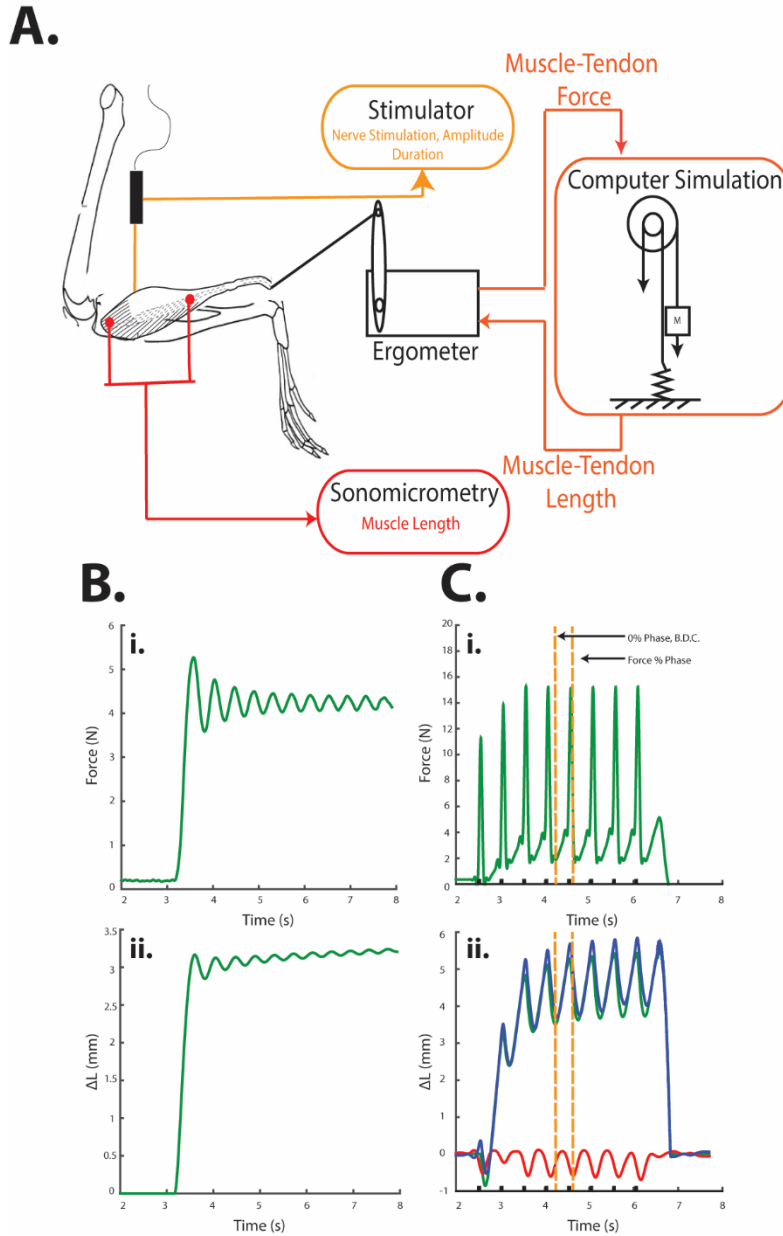 A.
Muscle-Tendon
Force
Stimulator
Nerve Stimulation, Amplitude
Duration
Computer Simulation
M
Ergometer
Muscle-Tendon
Length
Sonomicrometry
Muscle Length
B.
i.
Force (N)
6
5
4
3
2
1
0
2 3 4 5 6 7 8
Time (s)
ii.
ΔL (mm)
3.5
3
2.5
2
1.5
1
0.5
0
2 3 4 5 6 7 8
Time (s)
C.
i.
0% Phase, B.D.C.
Force % Phase
Force (N)
20
18
16
14
12
10
8
6
4
2
0
2 3 4 5 6 7 8
Time (s)
ii.
ΔL (mm)
6
5
4
3
2
1
0
-1
2 3 4 5 6 7 8
Time (s)